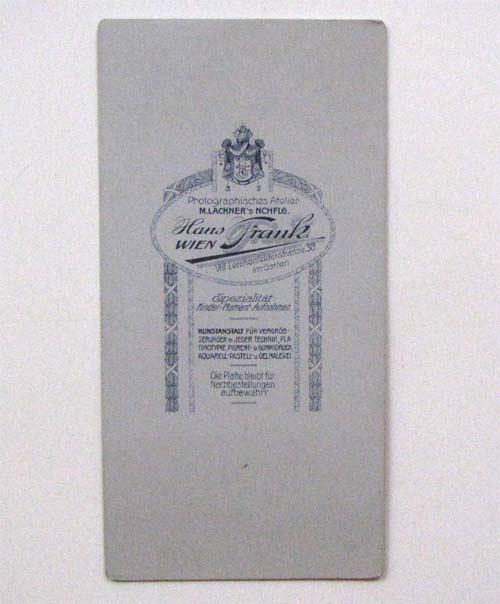 Photographisches Atelier
M. LACKNER's NCHFLG.
Hans Frank
WIEN
VIII Lerchenfelderstrasse 38
im Garten
Spezialität
Kinder-Moment-Aufnahmen
KUNSTANSTALT FÜR VERGRÖS-
SERUNGEN in JEDER TECHNIK, PLA-
TINOTYPIE, PIGMENT- u. GUMMIDRUCK,
AQUARELL- PASTELL- u. OELMALEREI
Die Platte bleibt für
Nachbestellungen
aufbewahrt